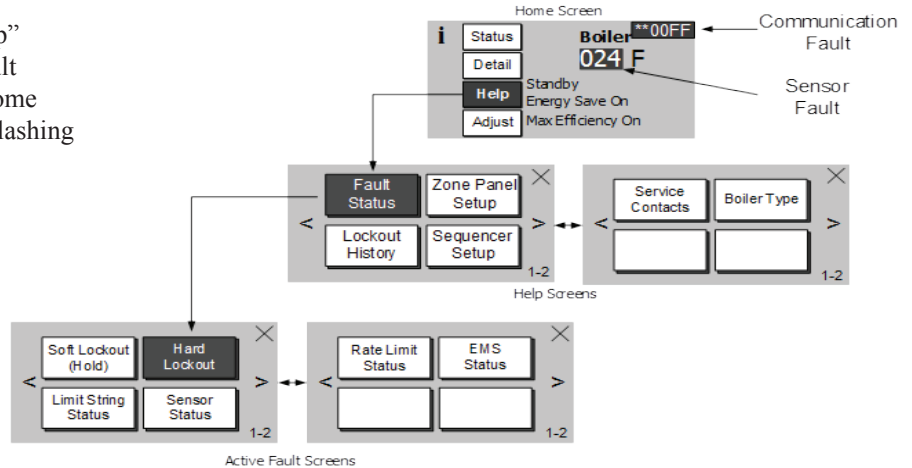 p”
lt
ome
lashing
Home Screen
i
Status
Detail
Help
Adjust
Boiler
**00FF
024 F
Standby
Energy Save On
Max Efficiency On
Communication
Fault
Sensor
Fault
Fault
Status
Zone Panel
Setup
Lockout
History
Sequencer
Setup
<
>
X
1-2
Service
Contacts
Boiler Type
<
>
X
1-2
Help Screens
Soft Lockout
(Hold)
Hard
Lockout
Limit String
Status
Sensor
Status
<
>
X
1-2
Rate Limit
Status
EMS
Status
<
>
X
1-2
Active Fault Screens